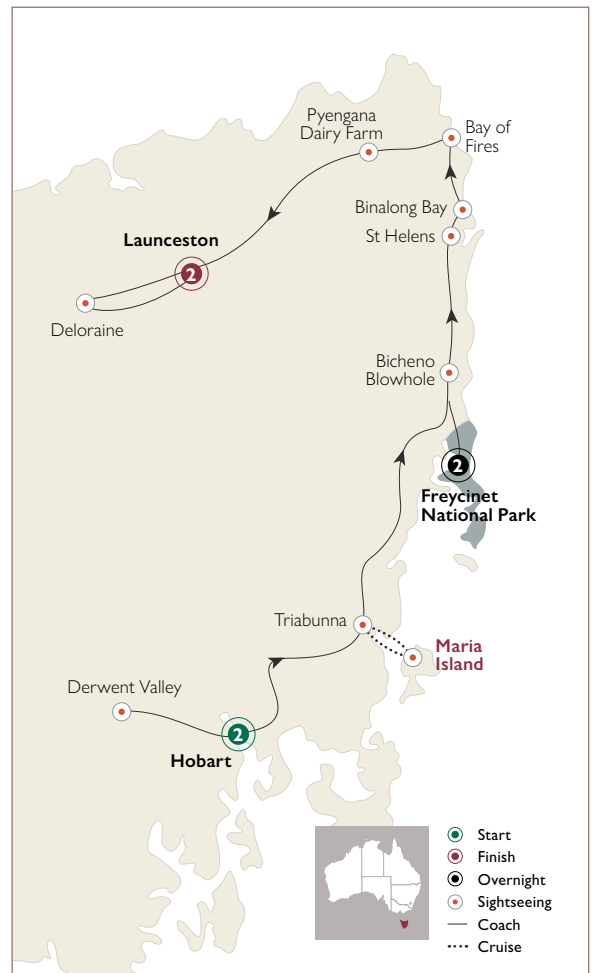 Pyengana
Dairy Farm
Bay of
Fires
Binalong Bay
Launceston
St Helens
2
Deloraine
Bicheno
Blowhole
2
Freycinet
National Park
Triabunna
Maria
Island
Derwent Valley
2
Hobart
Start
Finish
Overnight
Sightseeing
Coach
Cruise